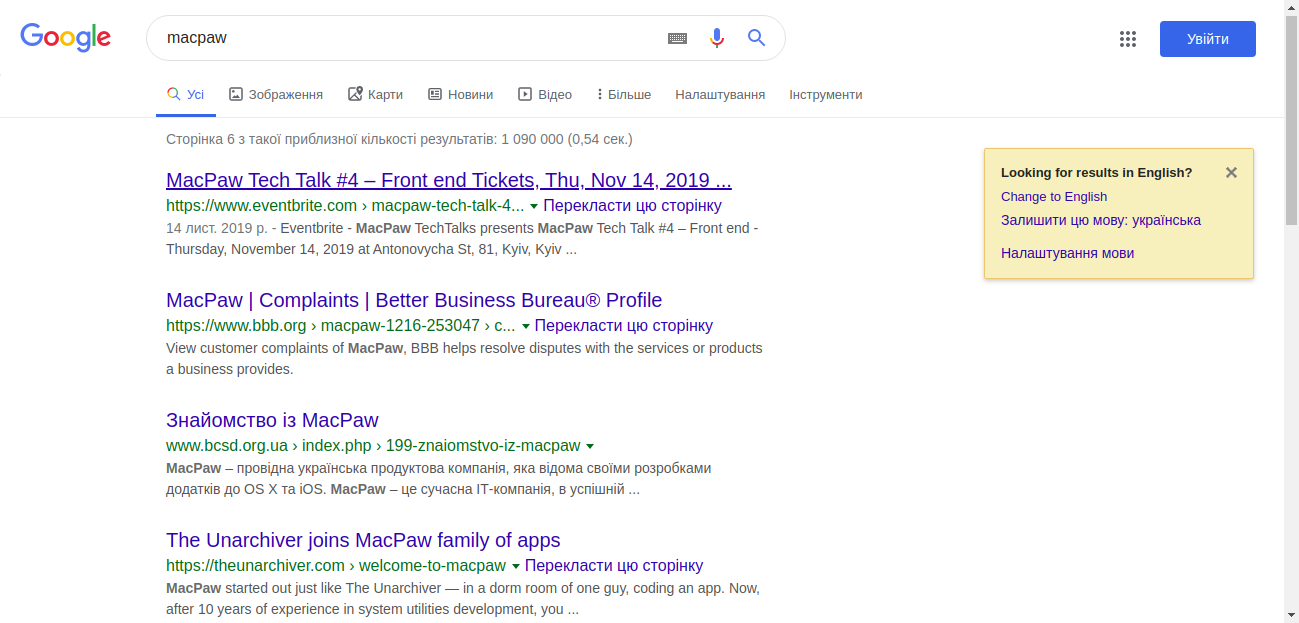 Google
macpaw
Увійти
Усі Зображення Карти Новини Відео Більше Налаштування Інструменти
Сторінка 6 з такої приблизної кількості результатів: 1 090 000 (0,54 сек.)
MacPaw Tech Talk #4 – Front end Tickets, Thu, Nov 14, 2019 ...
https://www.eventbrite.com › macpaw-tech-talk-4... Перекласти цю сторінку
14 лист. 2019 р. - Eventbrite - MacPaw TechTalks presents MacPaw Tech Talk #4 – Front end -
Thursday, November 14, 2019 at Antonovycha St, 81, Kyiv, Kyiv ...
MacPaw | Complaints | Better Business Bureau® Profile
https://www.bbb.org › macpaw-1216-253047 › c... Перекласти цю сторінку
View customer complaints of MacPaw, BBB helps resolve disputes with the services or products
a business provides.
Знайомство із MacPaw
www.bcsd.org.ua › index.php › 199-znaiomstvo-iz-macpaw
MacPaw – провідна українська продуктова компанія, яка відома своїми розробками
додатків до OS X та iOS. MacPaw – це сучасна ІТ-компанія, в успішній ...
The Unarchiver joins MacPaw family of apps
https://theunarchiver.com › welcome-to-macpaw Перекласти цю сторінку
MacPaw started out just like The Unarchiver — in a dorm room of one guy, coding an app. Now,
after 10 years of experience in system utilities development, you ...
Looking for results in English?
Change to English
Залишити цю мову: українська
Налаштування мови